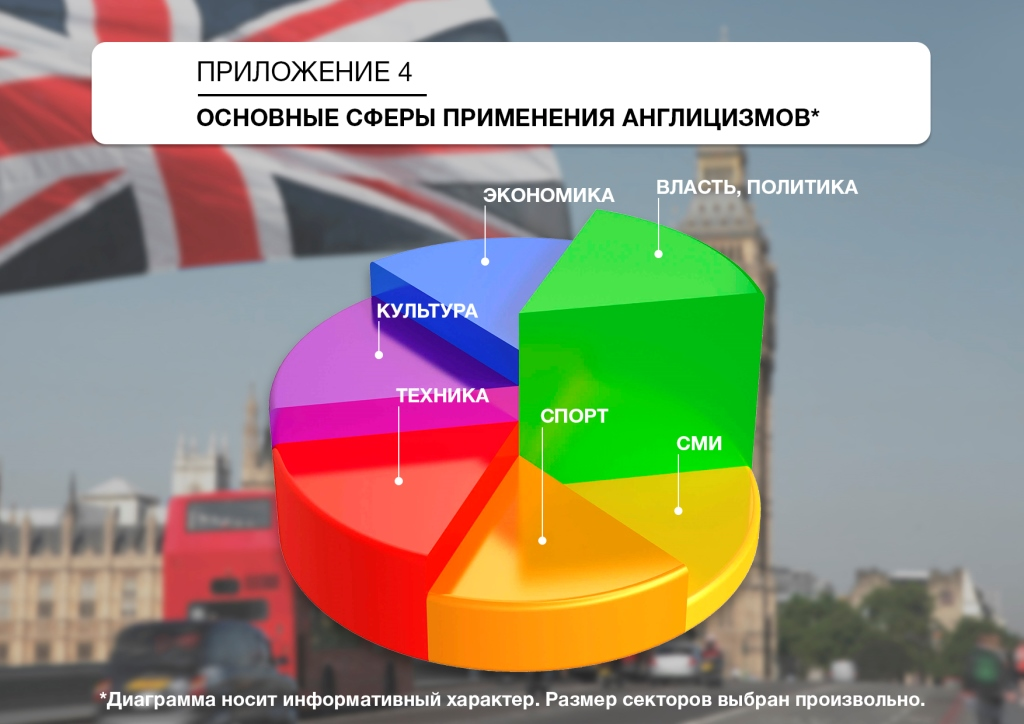 ПРИЛОЖЕНИЕ 4
ОСНОВНЫЕ СФЕРЫ ПРИМЕНЕНИЯ АНГЛИЦИЗМОВ*
ЭКОНОМИКА
ВЛАСТЬ, ПОЛИТИКА
КУЛЬТУРА
ТЕХНИКА
СПОРТ
СМИ
*Диаграмма носит информативный характер. Размер секторов выбран произвольно.